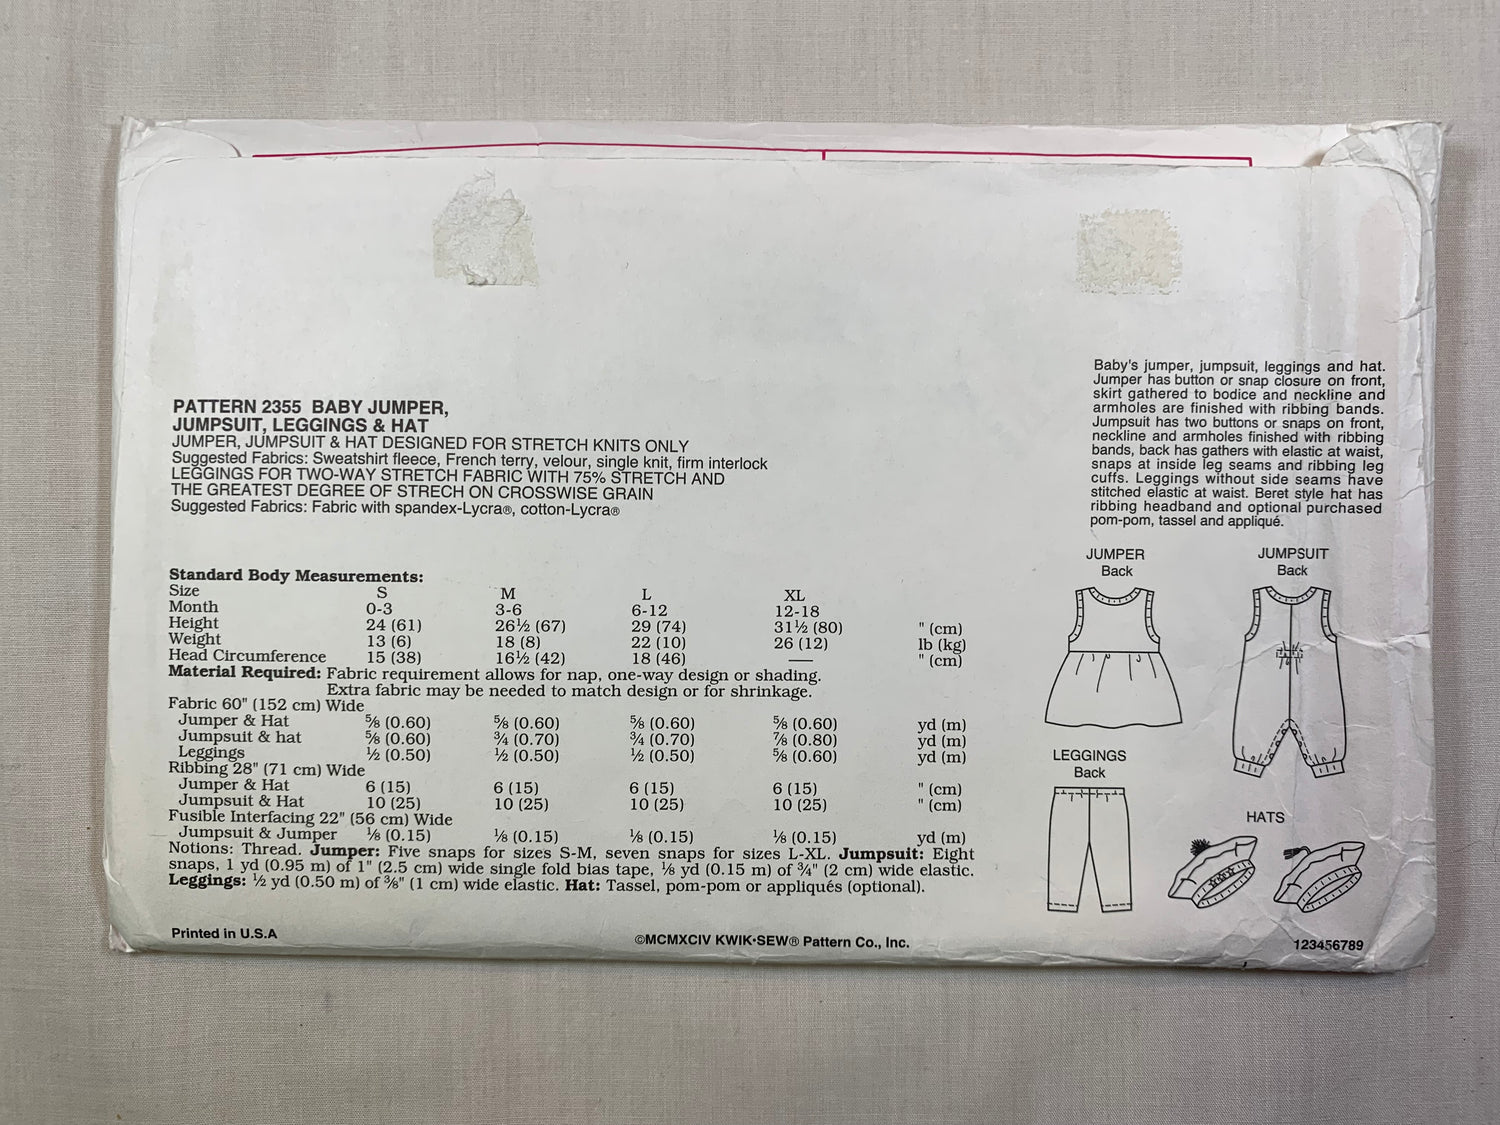 PATTERN 2355 BABY JUMPER,
JUMPSUIT, LEGGINGS & HAT
JUMPER, JUMPSUIT & HAT DESIGNED FOR STRETCH KNITS ONLY
Suggested Fabrics: Sweatshirt fleece, French terry, velour, single knit, firm interlock
LEGGINGS FOR TWO-WAY STRETCH FABRIC WITH 75% STRETCH AND
THE GREATEST DEGREE OF STRECH ON CROSSWISE GRAIN
Suggested Fabrics: Fabric with spandex-Lycra®, cotton-Lycra®
Standard Body Measurements:
Size S M L XL
Month 0-3 3-6 6-12 12-18
Height 24 (61) 26½ (67) 29 (74) 31½ (80) " (cm)
Weight 13 (6) 18 (8) 22 (10) 26 (12) lb (kg)
Head Circumference 15 (38) 16½ (42) 18 (46) — " (cm)
Material Required: Fabric requirement allows for nap, one-way design or shading.
Extra fabric may be needed to match design or for shrinkage.
Fabric 60" (152 cm) Wide
Jumper & Hat ⅝ (0.60) ⅝ (0.60) ⅝ (0.60) ⅝ (0.60) yd (m)
Jumpsuit & hat ⅝ (0.60) ¾ (0.70) ¾ (0.70) ⅞ (0.80) yd (m)
Leggings ½ (0.50) ½ (0.50) ½ (0.50) ⅝ (0.60) yd (m)
Ribbing 28" (71 cm) Wide
Jumper & Hat 6 (15) 6 (15) 6 (15) 6 (15) " (cm)
Jumpsuit & Hat 10 (25) 10 (25) 10 (25) 10 (25) " (cm)
Fusible Interfacing 22" (56 cm) Wide
Jumpsuit & Jumper ⅛ (0.15) ⅛ (0.15) ⅛ (0.15) ⅛ (0.15) yd (m)
Notions: Thread. Jumper: Five snaps for sizes S-M, seven snaps for sizes L-XL. Jumpsuit: Eight
snaps, 1 yd (0.95 m) of 1" (2.5 cm) wide single fold bias tape, ⅛ yd (0.15 m) of ¾" (2 cm) wide elastic.
Leggings: ½ yd (0.50 m) of ⅜" (1 cm) wide elastic. Hat: Tassel, pom-pom or appliqués (optional).
Printed in U.S.A
©MCMXCIV KWIK•SEW® Pattern Co., Inc.
Baby's jumper, jumpsuit, leggings and hat.
Jumper has button or snap closure on front,
skirt gathered to bodice and neckline and
armholes are finished with ribbing bands.
Jumpsuit has two buttons or snaps on front,
neckline and armholes finished with ribbing
bands, back has gathers with elastic at waist,
snaps at inside leg seams and ribbing leg
cuffs. Leggings without side seams have
stitched elastic at waist. Beret style hat has
ribbing headband and optional purchased
pom-pom, tassel and appliqué.
JUMPER
Back
JUMPSUIT
Back
LEGGINGS
Back
HATS
123456789